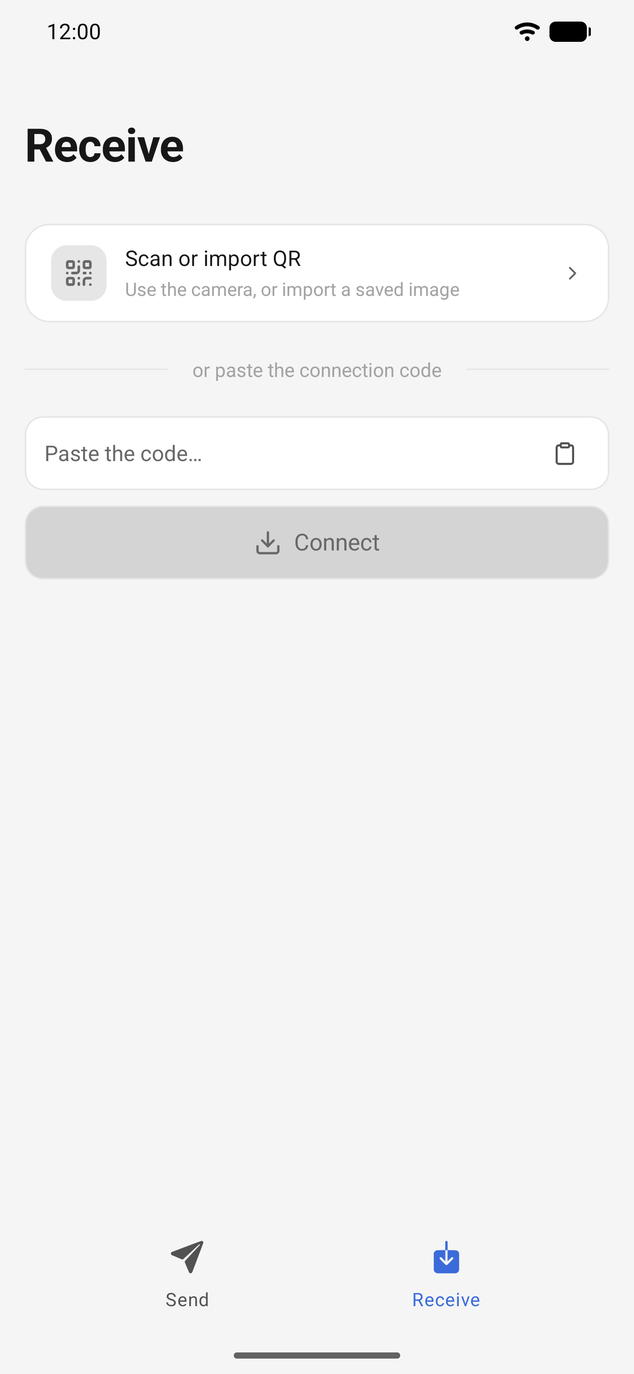 12:00
Receive
Scan or import QR
Use the camera, or import a saved image
or paste the connection code
Paste the code...
Connect
Send
Receive